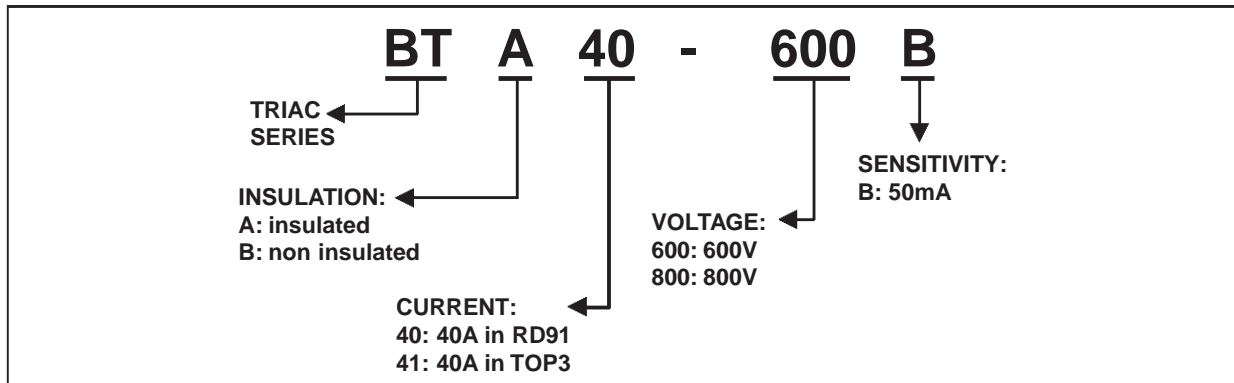 BT A 40 - 600 B
TRIAC
SERIES
INSULATION:
A: insulated
B: non insulated
CURRENT:
40: 40A in RD91
41: 40A in TOP3
VOLTAGE:
600: 600V
800: 800V
SENSITIVITY:
B: 50mA